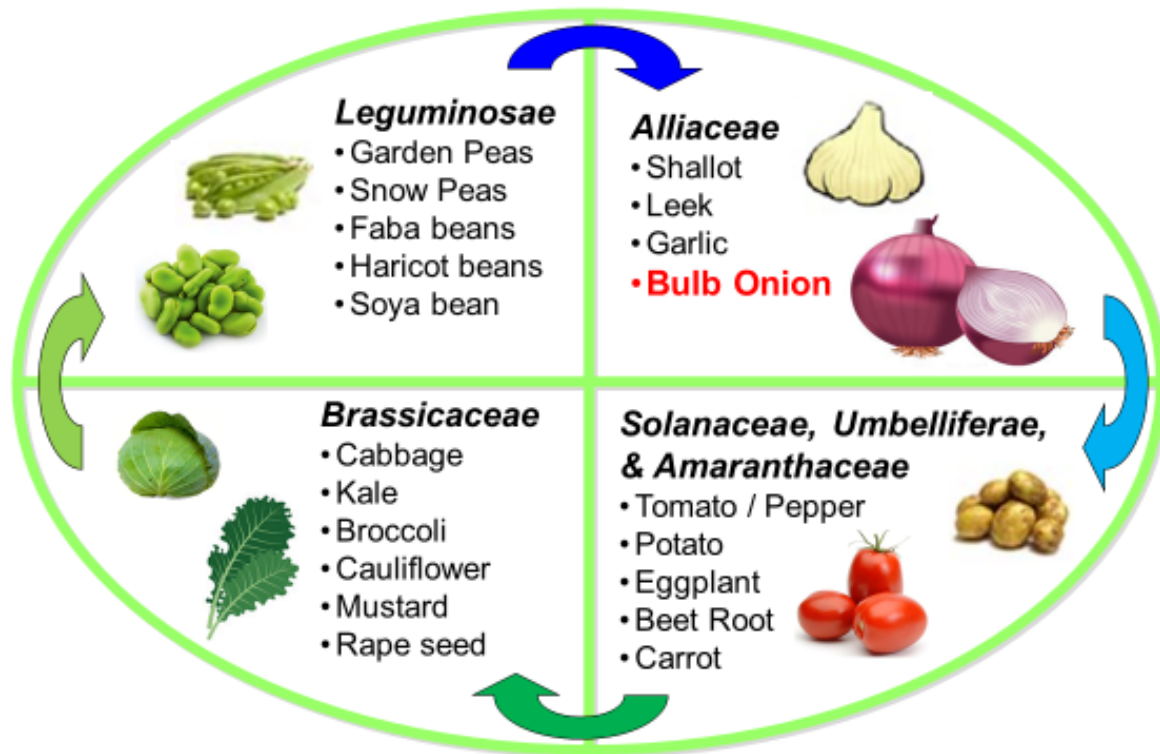 Leguminosae
• Garden Peas
• Snow Peas
• Faba beans
• Haricot beans
• Soya bean
Alliaceae
• Shallot
• Leek
• Garlic
• Bulb Onion
Brassicaceae
• Cabbage
• Kale
• Broccoli
• Cauliflower
• Mustard
• Rape seed
Solanaceae, Umbelliferae,
& Amaranthaceae
• Tomato / Pepper
• Potato
• Eggplant
• Beet Root
• Carrot